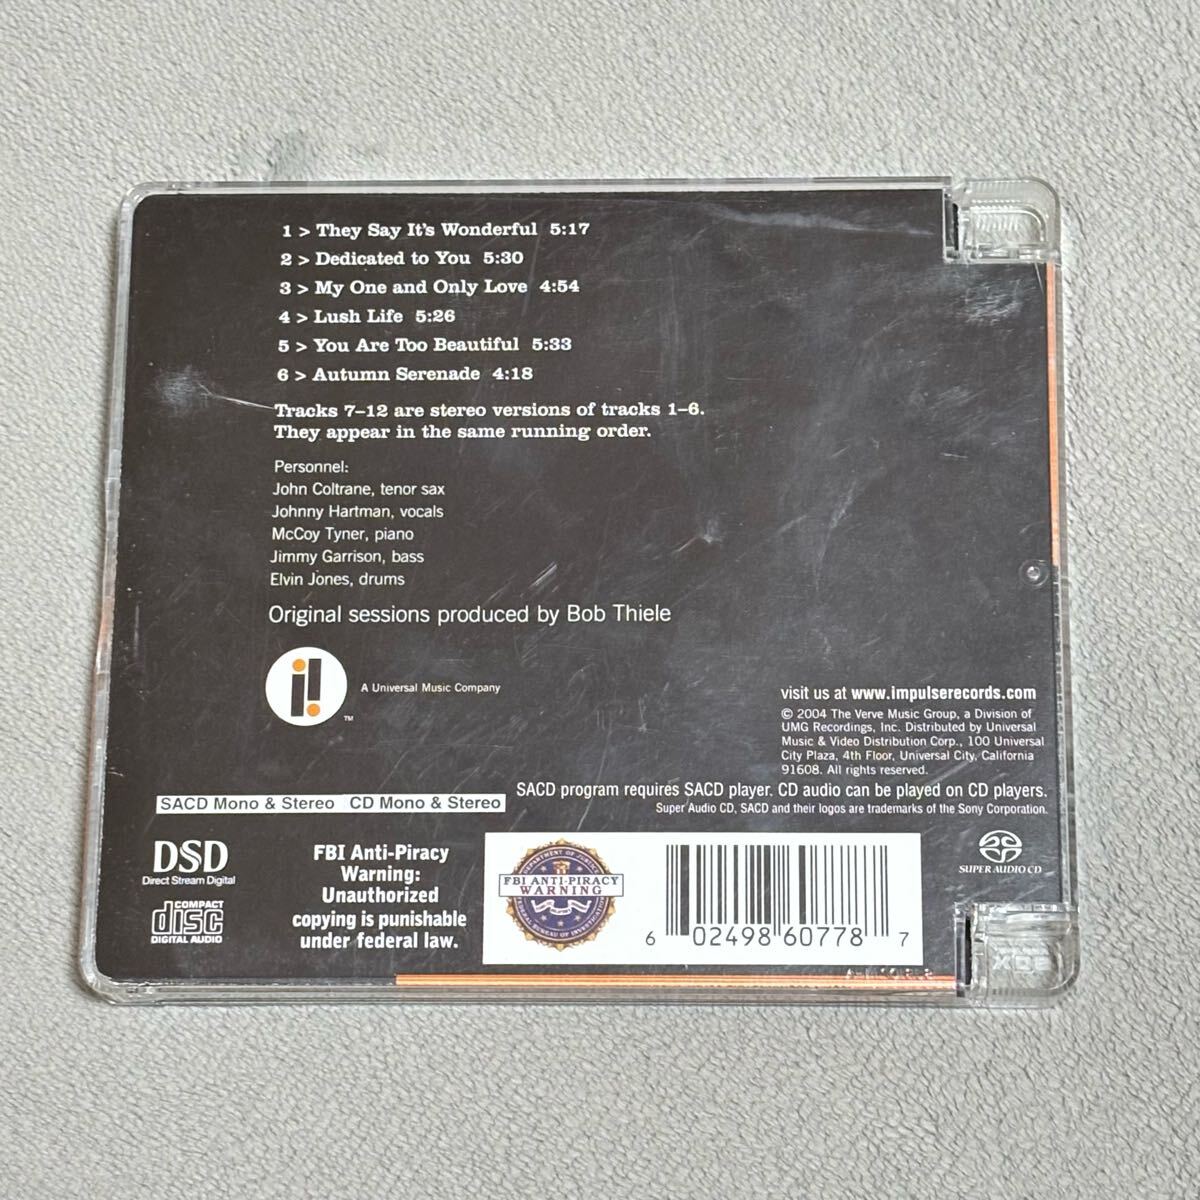 1 > They Say It's Wonderful 5:17
2 > Dedicated to You 5:30
3 > My One and Only Love 4:54
4 > Lush Life 5:26
5 > You Are Too Beautiful 5:33
6 > Autumn Serenade 4:18
Tracks 7–12 are stereo versions of tracks 1–6.
They appear in the same running order.
Personnel:
John Coltrane, tenor sax
Johnny Hartman, vocals
McCoy Tyner, piano
Jimmy Garrison, bass
Elvin Jones, drums
Original sessions produced by Bob Thiele
i!
™
A Universal Music Company
visit us at www.impulserecords.com
© 2004 The Verve Music Group, a Division of
UMG Recordings, Inc. Distributed by Universal
Music & Video Distribution Corp., 100 Universal
City Plaza, 4th Floor, Universal City, California
91608. All rights reserved.
SACD program requires SACD player. CD audio can be played on CD players.
Super Audio CD, SACD and their logos are trademarks of the Sony Corporation.
SACD Mono & Stereo CD Mono & Stereo
DSD
Direct Stream Digital
COMPACT
disc
DIGITAL AUDIO
FBI Anti-Piracy
Warning:
Unauthorized
copying is punishable
under federal law.
DEPARTMENT OF JUSTICE
FBI ANTI-PIRACY
WARNING
FEDERAL BUREAU OF INVESTIGATION
6 02498 60778 7
SUPER AUDIO CD